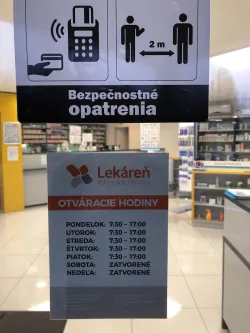 2 m
Bezpečnostné
opatrenia
Lekáreň
OTVÁRACIE HODINY
PONDELOK: 7:30 - 17:00
UTOROK: 7:30 - 17:00
STREDA: 7:30 - 17:00
ŠTVRTOK: 7:30 - 17:00
PIATOK: 7:30 - 17:00
SOBOTA: ZATVORENÉ
NEDEĽA: ZATVORENÉ